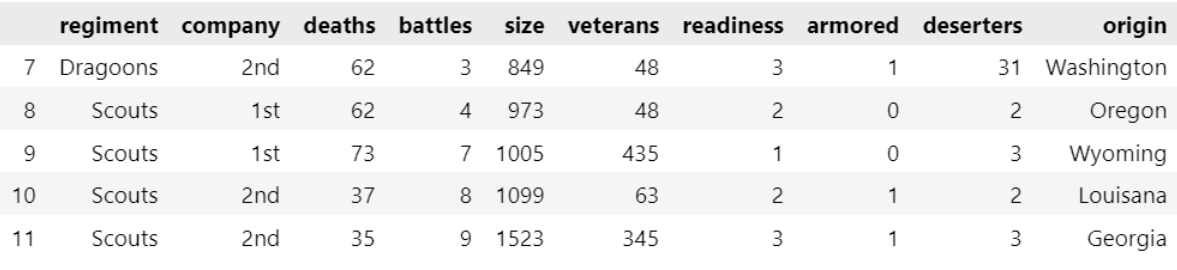 regiment company deaths battles size veterans readiness armored deserters origin
7 Dragoons 2nd 62 3 849 48 3 1 31 Washington
8 Scouts 1st 62 4 973 48 2 0 2 Oregon
9 Scouts 1st 73 7 1005 435 1 0 3 Wyoming
10 Scouts 2nd 37 8 1099 63 2 1 2 Louisana
11 Scouts 2nd 35 9 1523 345 3 1 3 Georgia